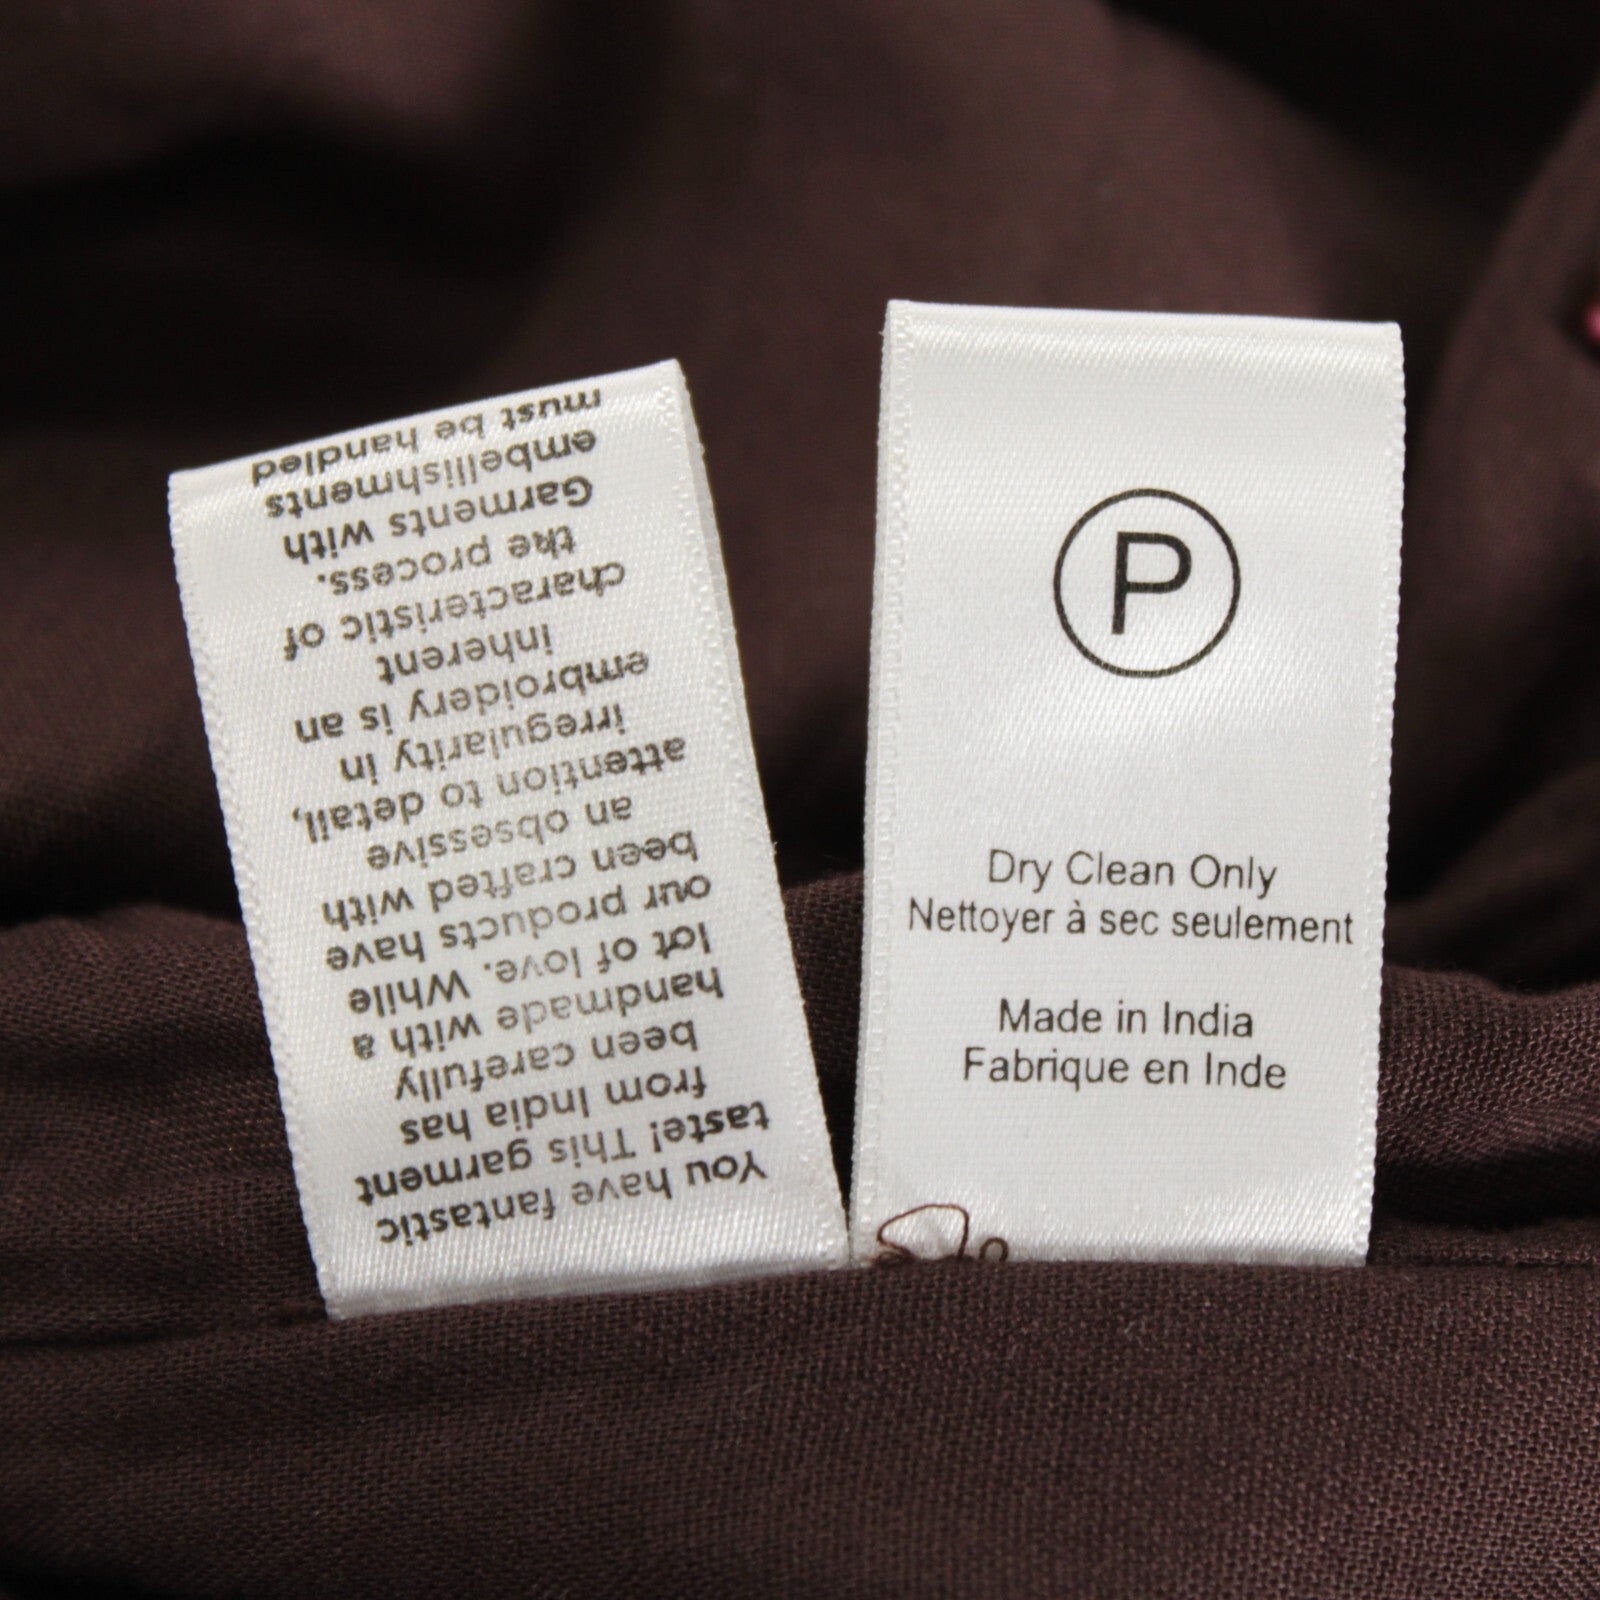 You have fantastic
taste! This garment
from India has
been carefully
handmade with a
lot of love. While
our products have
been crafted with
an obsessive
attention to detail,
irregularity in
embroidery is an
inherent
characteristic of
the process.
Garments with
embellishments
must be handled
P
Dry Clean Only
Nettoyer à sec seulement
Made in India
Fabrique en Inde